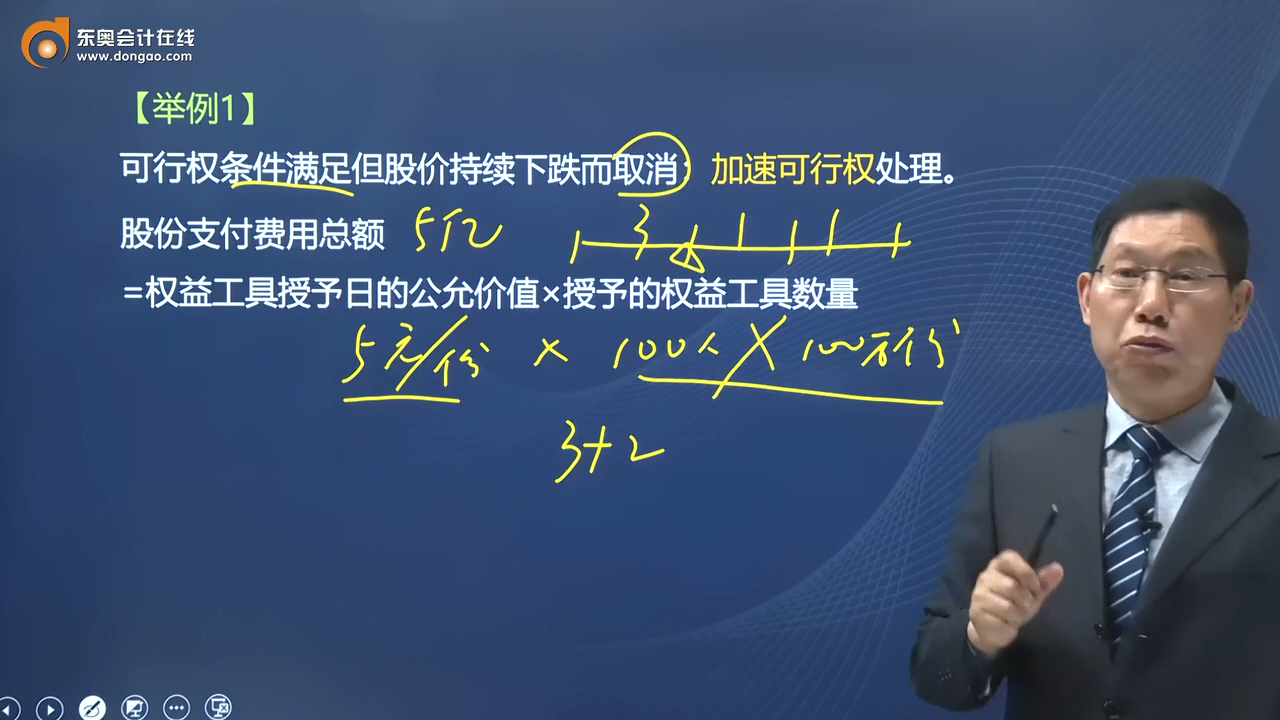 东奥会计在线
www.dongao.com
【举例1】
可行权条件满足但股价持续下跌而取消：加速可行权处理。
股份支付费用总额 5亿 3
=权益工具授予日的公允价值×授予的权益工具数量
5元/份 × 100人 × 100万份
3+2